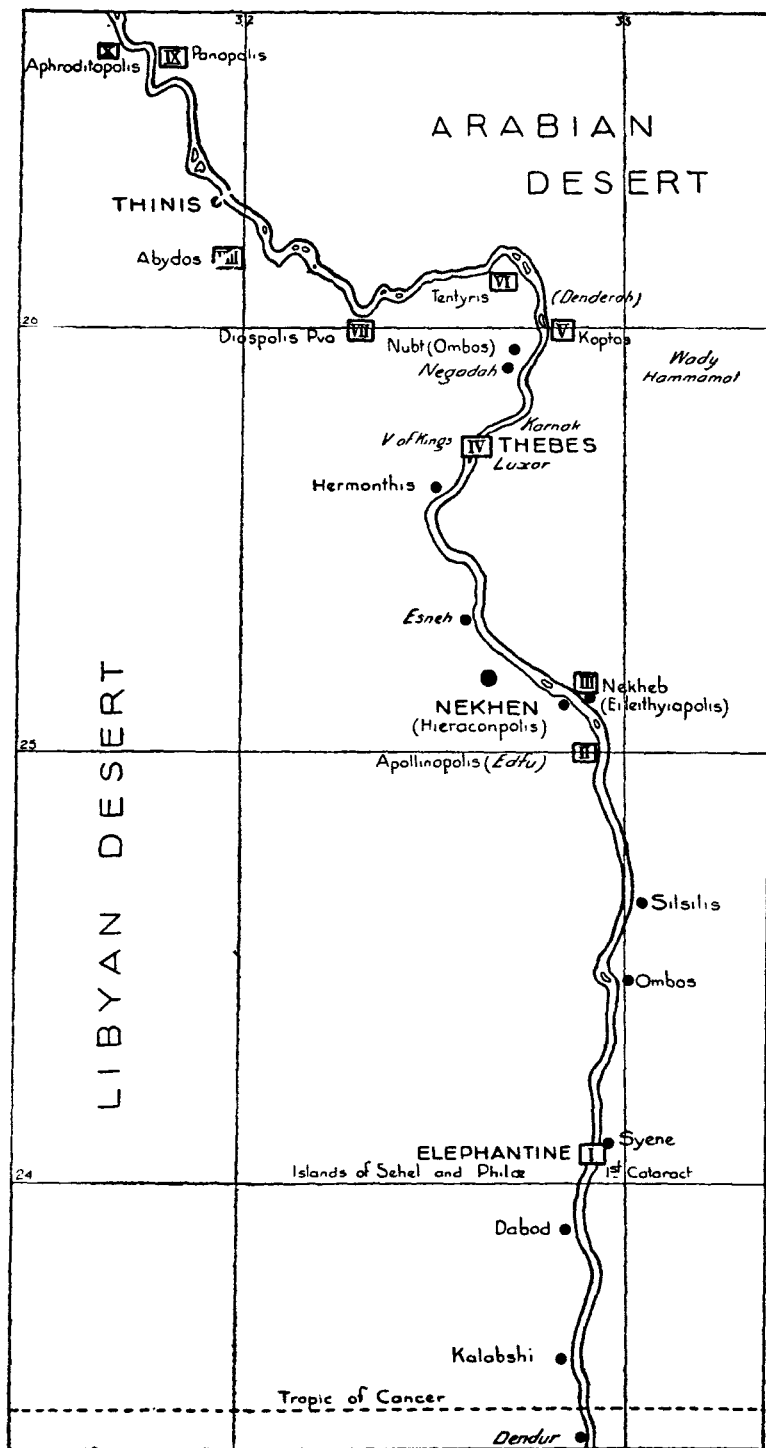 32
33
X
IX
Panopolis
Aphroditopolis
ARABIAN
DESERT
THINIS
Abydos
VIII
VI
Tentyris
(Denderah)
Diospolis Pva
VII
V
Koptos
Nubt (Ombos)
Negadah
Wady
Hammamat
Karnak
V of Kings
IV
THEBES
Luxor
Hermonthis
Esneh
III
Nekheb
(Eileithyiapolis)
NEKHEN
(Hieraconpolis)
25
II
Apollinopolis (Edfu)
LIBYAN DESERT
Silsilis
Ombos
Syene
ELEPHANTINE
I
Islands of Sehel and Philæ
1st Cataract
24
Dabod
Kalabshi
Tropic of Cancer
Dendur